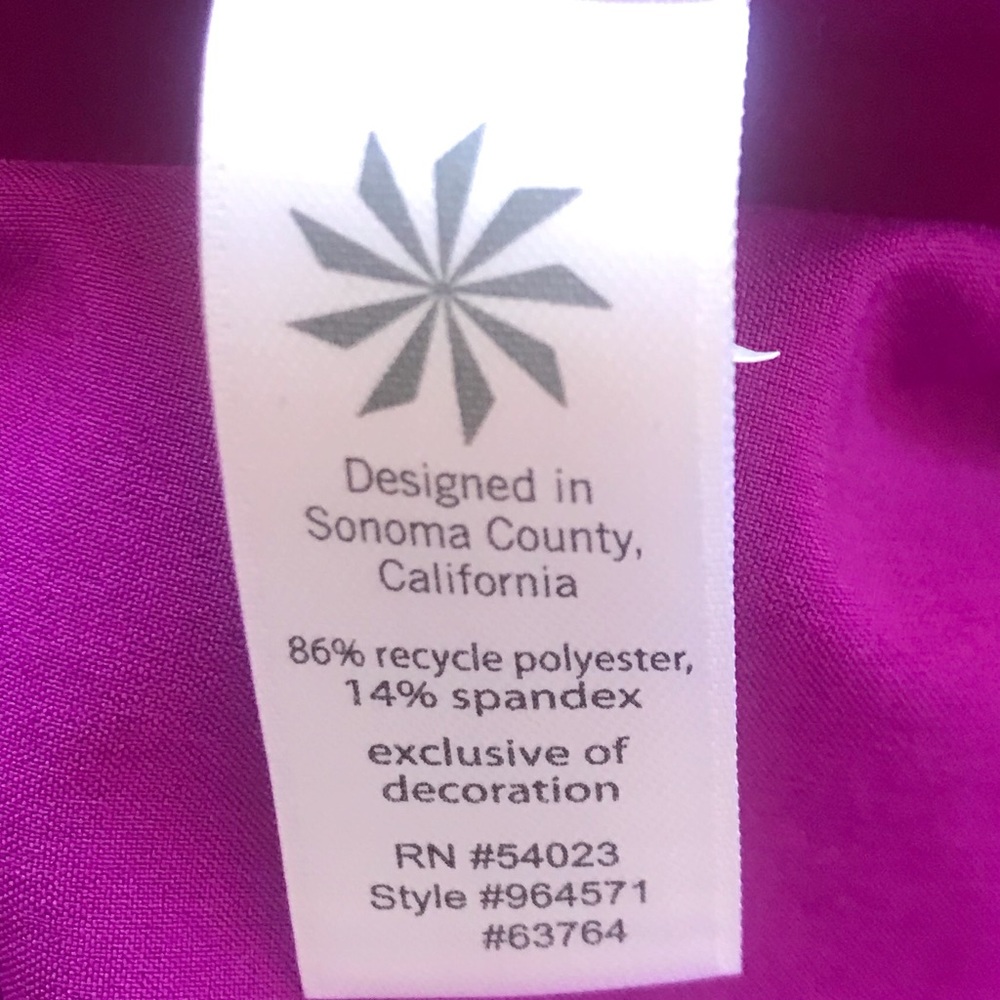 Designed in
Sonoma County,
California
86% recycle polyester,
14% spandex
exclusive of
decoration
RN #54023
Style #964571
#63764